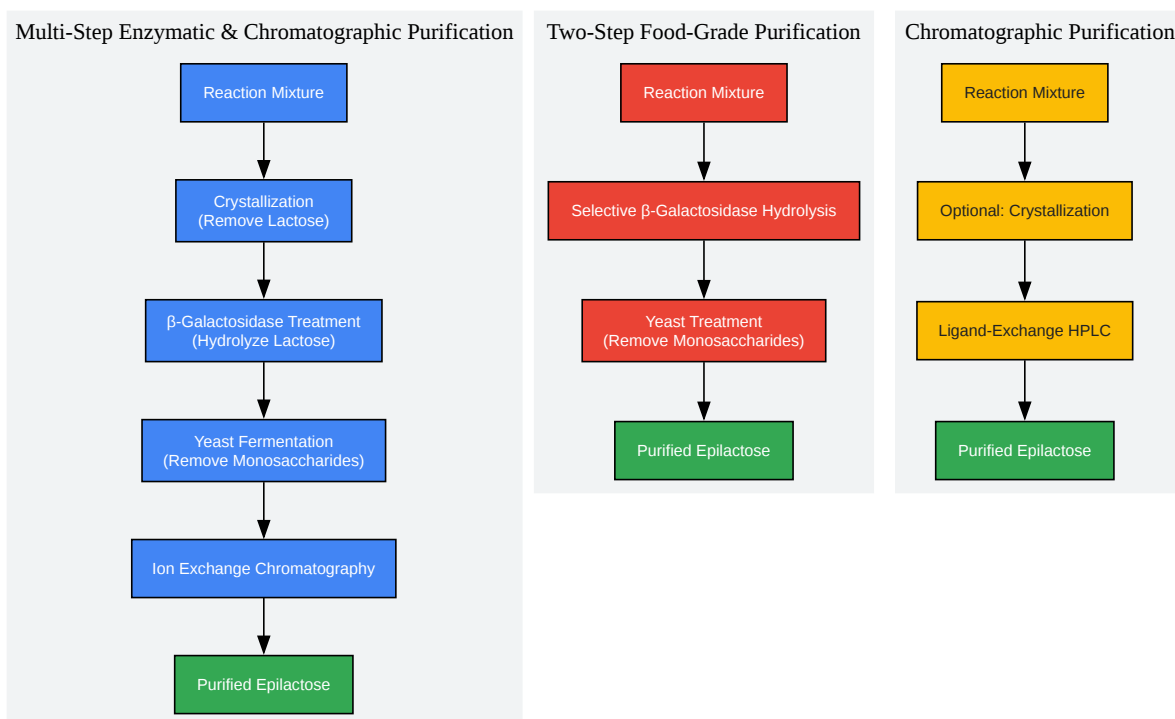 Multi-Step Enzymatic & Chromatographic Purification
Reaction Mixture
Crystallization
(Remove Lactose)
β-Galactosidase Treatment
(Hydrolyze Lactose)
Yeast Fermentation
(Remove Monosaccharides)
Ion Exchange Chromatography
Purified Epilactose
Two-Step Food-Grade Purification
Reaction Mixture
Selective β-Galactosidase Hydrolysis
Yeast Treatment
(Remove Monosaccharides)
Purified Epilactose
Chromatographic Purification
Reaction Mixture
Optional: Crystallization
Ligand-Exchange HPLC
Purified Epilactose